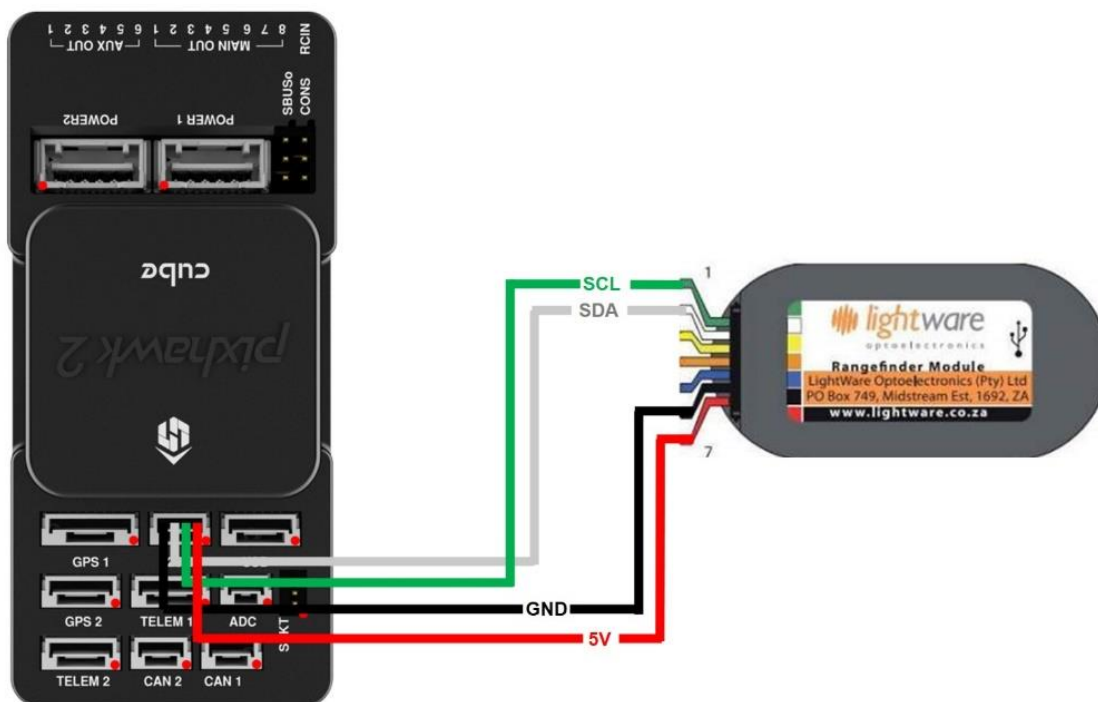 1 2 3 4 5 6 1 2 3 4 5 6 7 8
AUX OUT MAIN OUT RCIN
SBUSo
CONS
POWER2 POWER 1
cube
pixhawk 2
GPS 1
GPS 2 TELEM 1 ADC
TELEM 2 CAN 2 CAN 1
SCL
SDA
GND
5V
1
7
lightware
optoelectronics
Rangefinder Module
LightWare Optoelectronics (Pty) Ltd
PO Box 749, Midstream Est, 1692, ZA
www.lightware.co.za